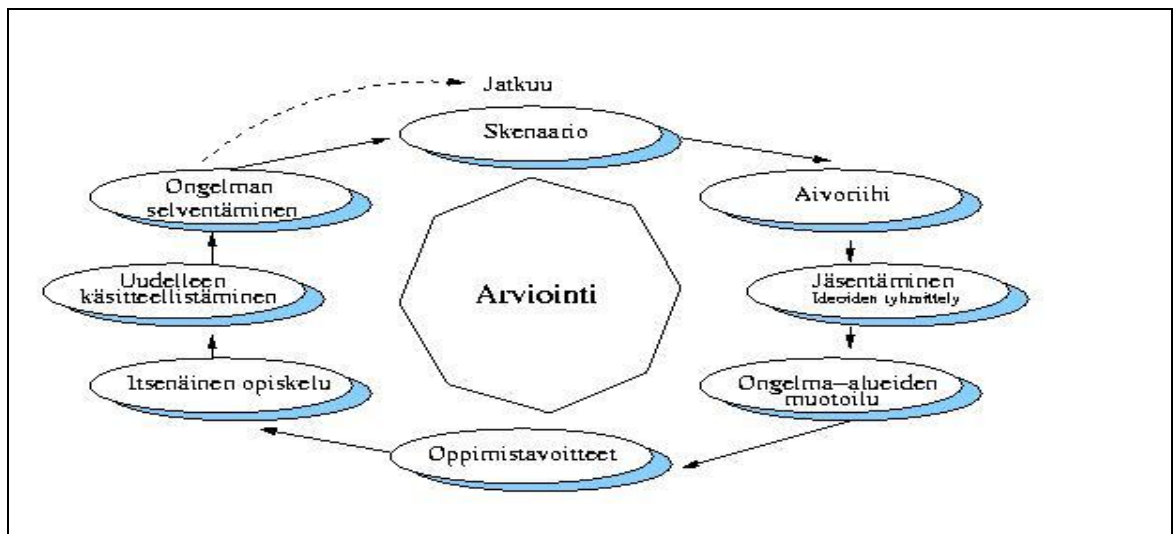 Jatkuu
Skenaario
Aivoriihi
Jäsentäminen
Ideoiden ryhmittely
Ongelma-alueiden
muotoilu
Oppimistavoitteet
Itsenäinen opiskelu
Uudelleen
käsitteellistäminen
Ongelman
selventäminen
Arviointi